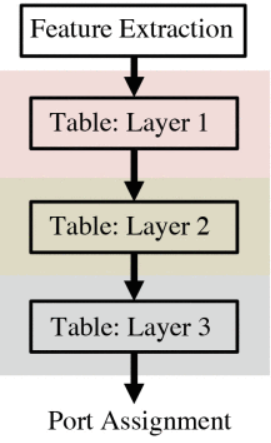 Feature Extraction
Table: Layer 1
Table: Layer 2
Table: Layer 3
Port Assignment